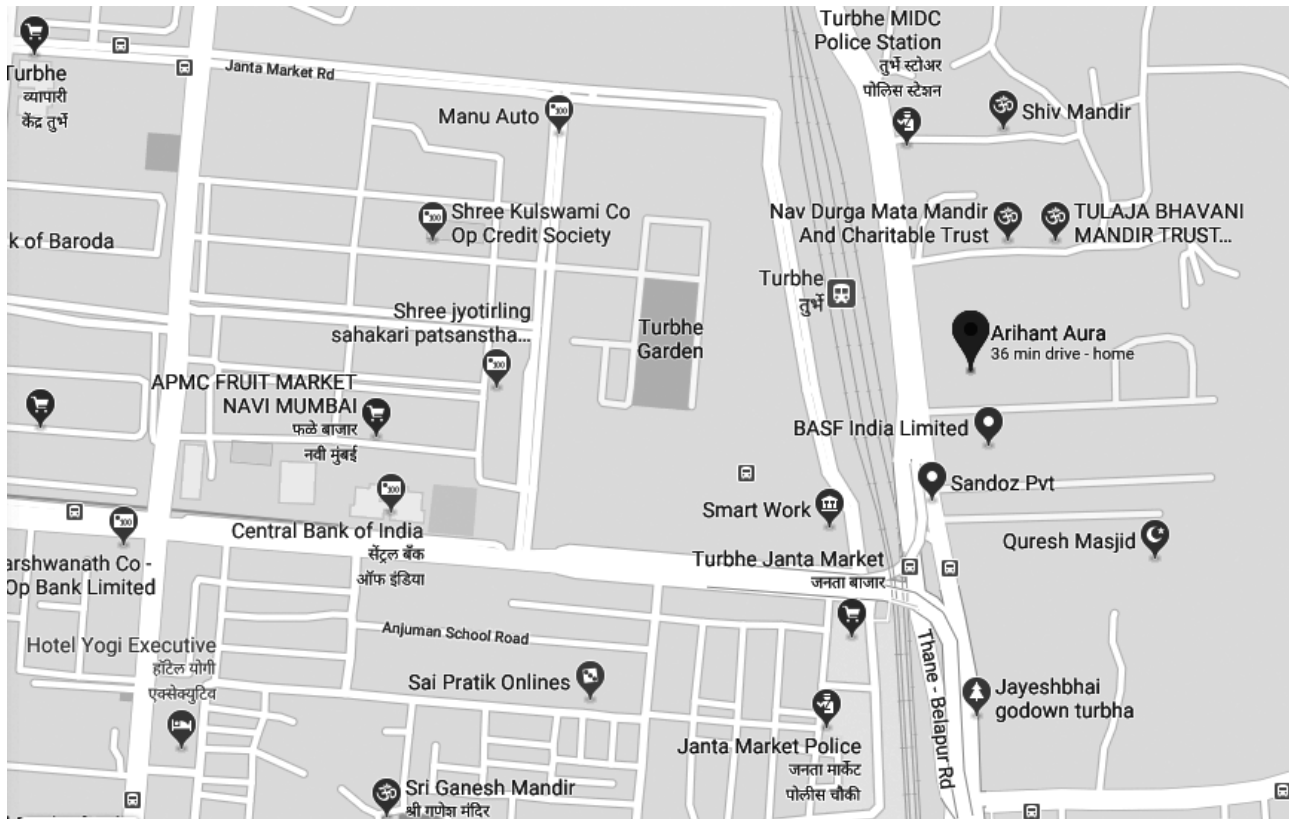 Turbhe MIDC
Police Station
तुर्भे स्टोअर
पोलिस स्टेशन
Turbhe
व्यापारी
केंद्र तुर्भे
Janta Market Rd
Manu Auto
Shiv Mandir
Shree Kulswami Co
Op Credit Society
Nav Durga Mata Mandir
And Charitable Trust
TULAJA BHAVANI
MANDIR TRUST...
k of Baroda
Turbhe
तुर्भे
Shree jyotirling
sahakari patsanstha...
Turbhe
Garden
Arihant Aura
36 min drive - home
APMC FRUIT MARKET
NAVI MUMBAI
फळे बाजार
नवी मुंबई
BASF India Limited
Sandoz Pvt
Smart Work
Central Bank of India
सेंट्रल बँक
ऑफ इंडिया
Quresh Masjid
arshwanath Co -
Op Bank Limited
Turbhe Janta Market
जनता बाजार
Anjuman School Road
Hotel Yogi Executive
हॉटेल योगी
एक्सेक्युटिव
Sai Pratik Onlines
Thane - Belapur Rd
Jayeshbhai
godown turbha
Janta Market Police
जनता मार्केट
पोलीस चौकी
Sri Ganesh Mandir
श्री गणेश मंदिर